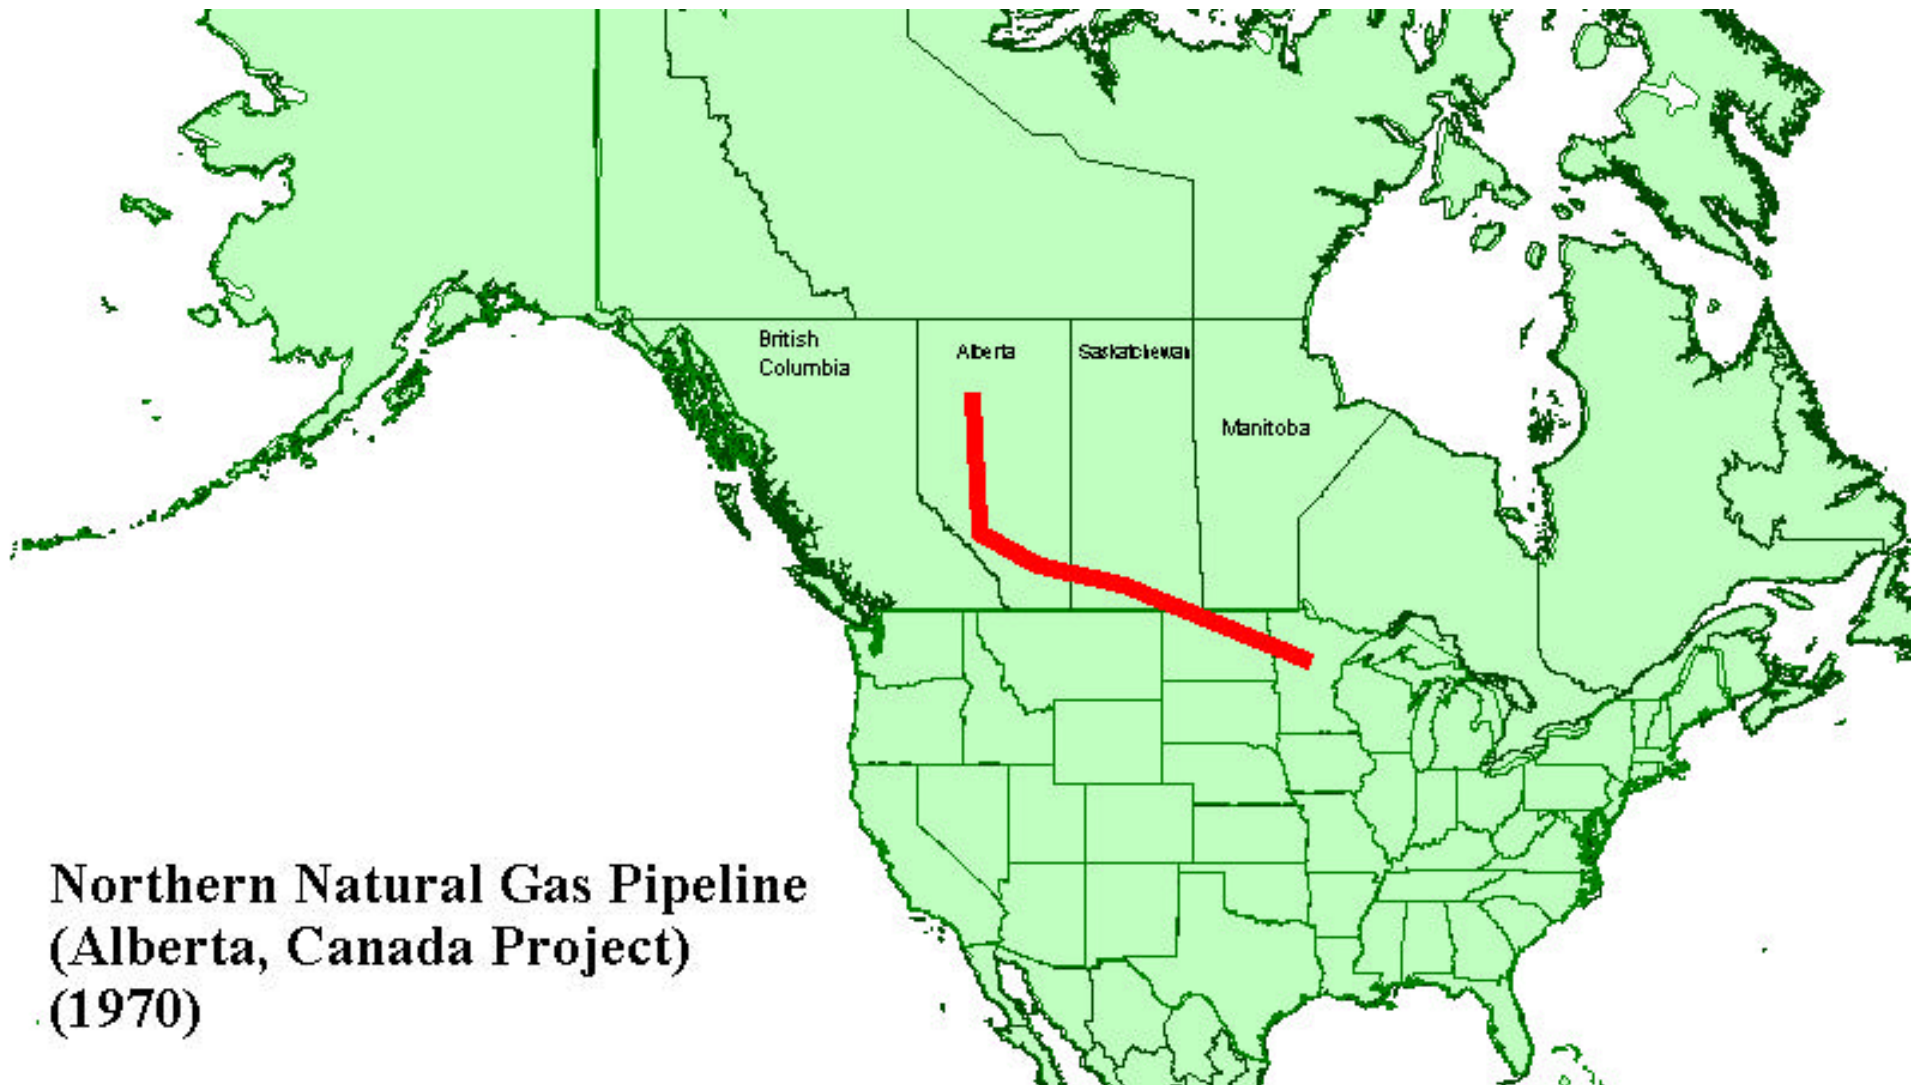 British
Columbia
Alberta
Saskatchewan
Manitoba
Northern Natural Gas Pipeline
(Alberta, Canada Project)
(1970)